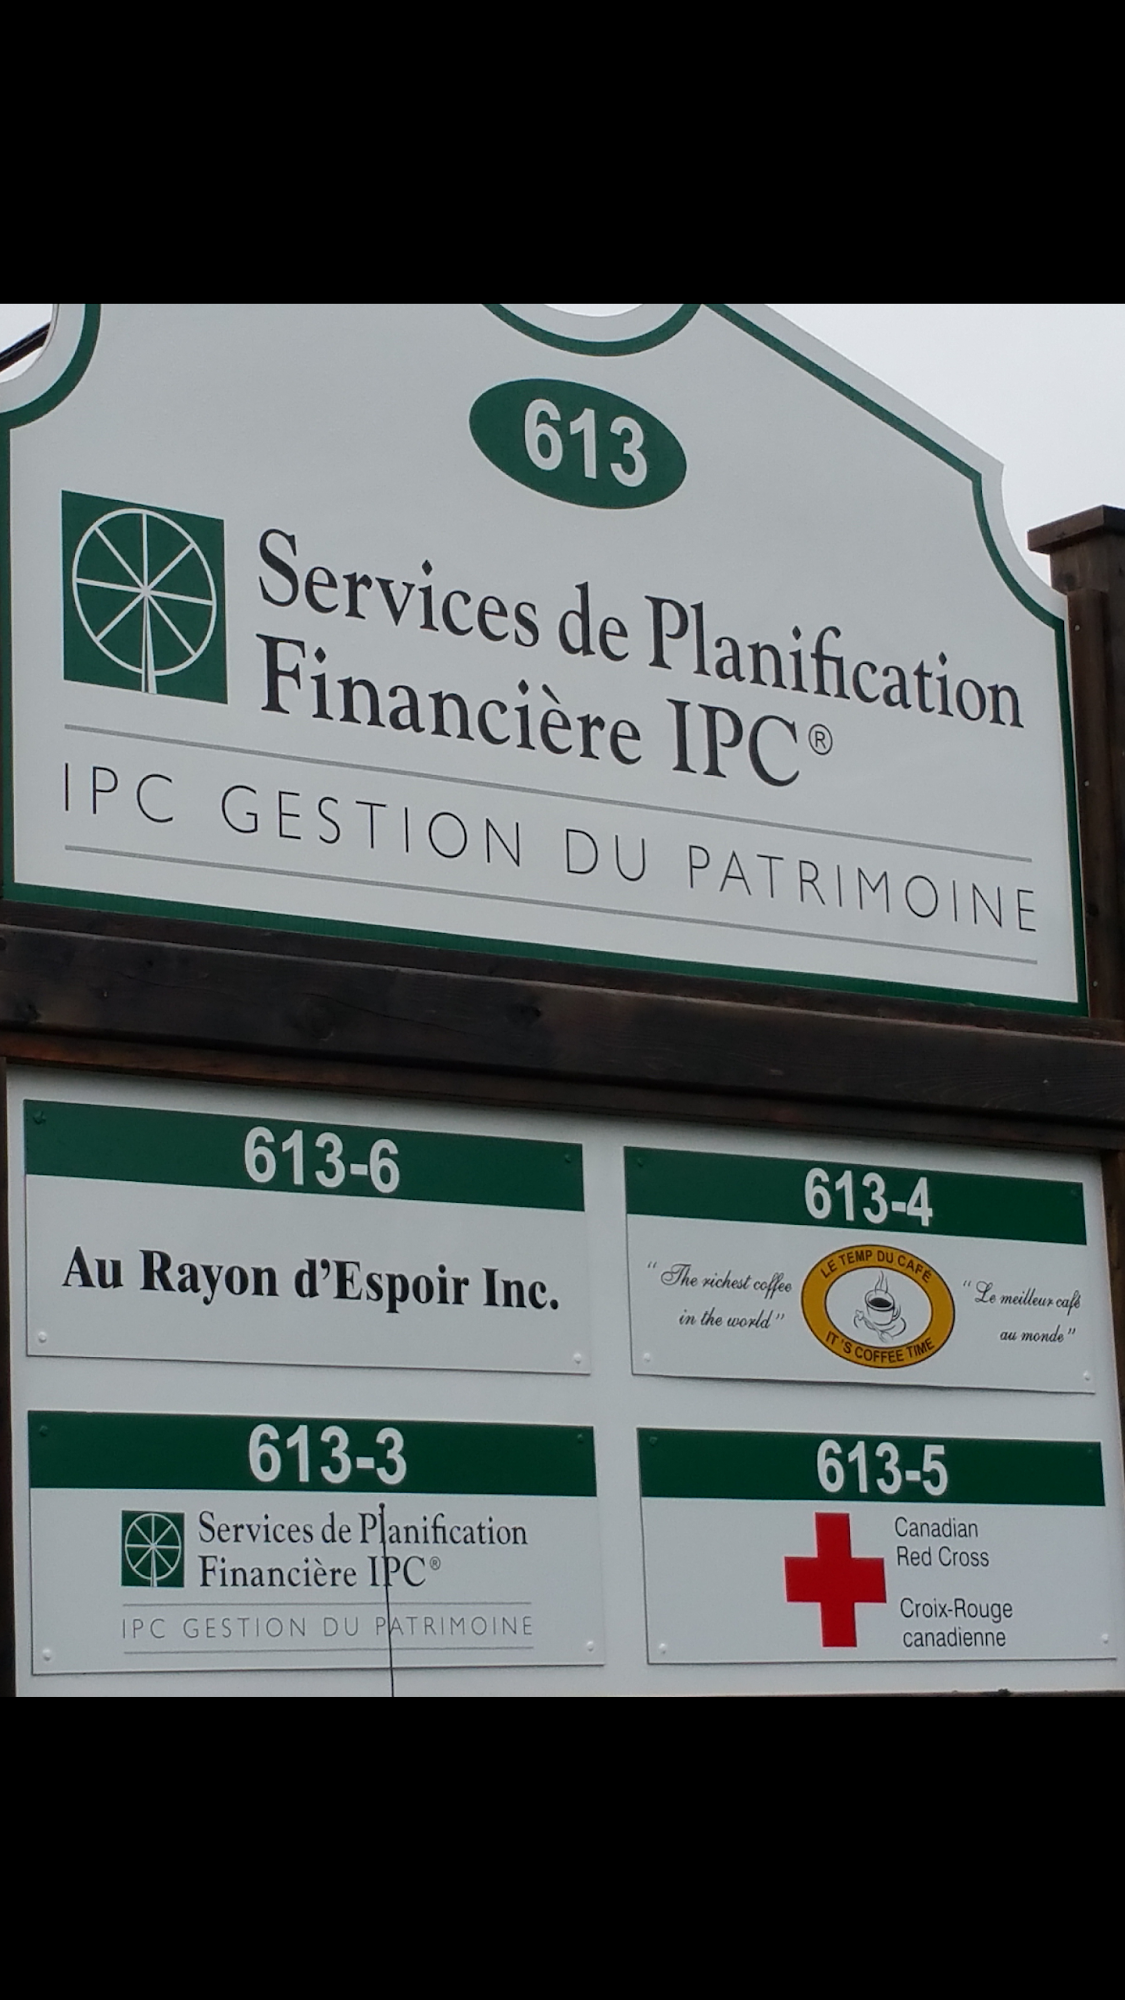 613
Services de Planification
Financière IPC®
IPC GESTION DU PATRIMOINE
613-6
Au Rayon d'Espoir Inc.
613-4
"The richest coffee
in the world"
LE TEMP DU CAFÉ
IT'S COFFEE TIME
"Le meilleur café
au monde"
613-3
Services de Planification
Financière IPC®
IPC GESTION DU PATRIMOINE
613-5
Canadian
Red Cross
Croix-Rouge
canadienne